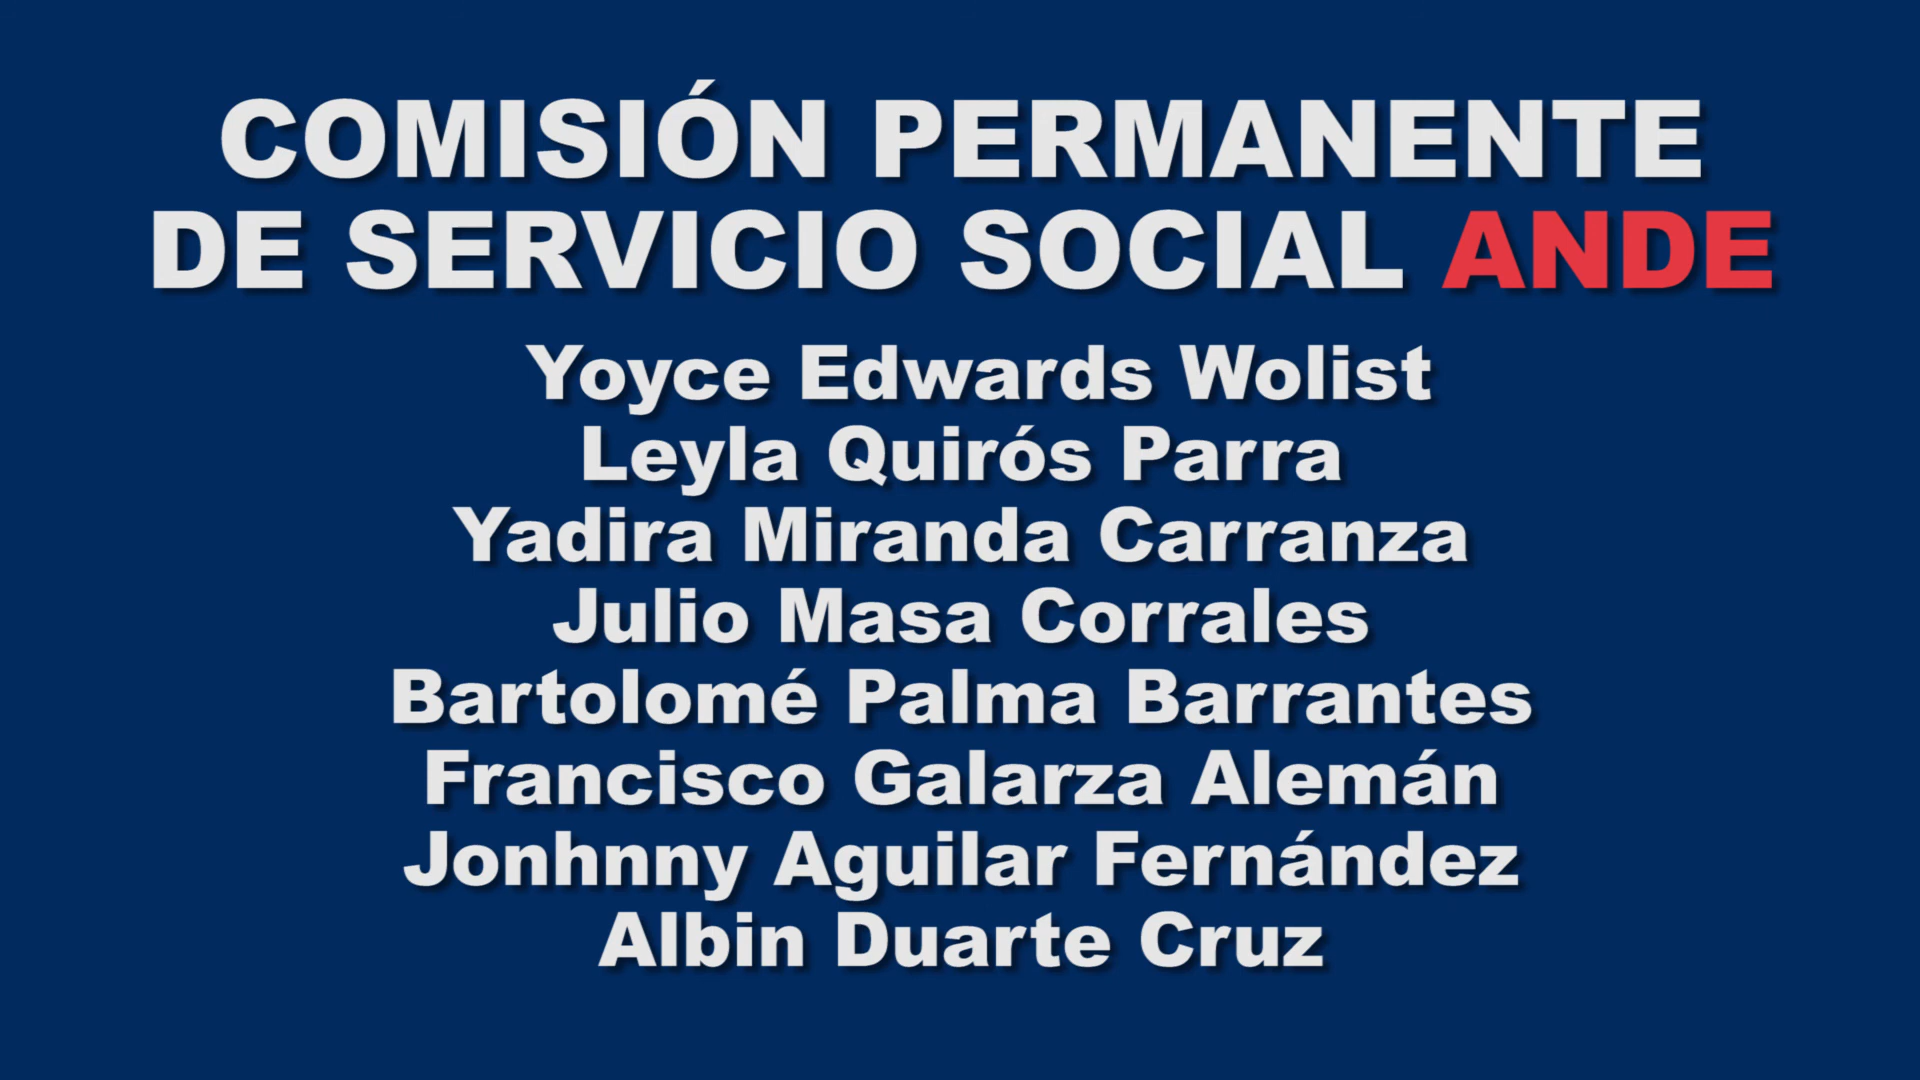 COMISIÓN PERMANENTE
DE SERVICIO SOCIAL ANDE
Yoyce Edwards Wolist
Leyla Quirós Parra
Yadira Miranda Carranza
Julio Masa Corrales
Bartolomé Palma Barrantes
Francisco Galarza Alemán
Jonhnny Aguilar Fernández
Albin Duarte Cruz